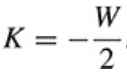 K = −W/2.